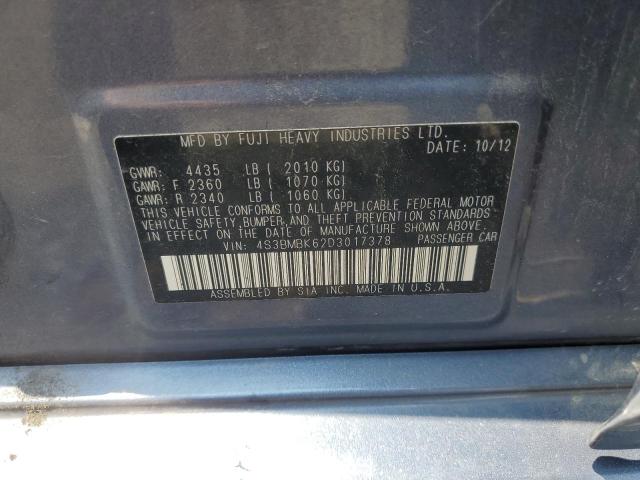 MFD BY FUJI HEAVY INDUSTRIES LTD.
DATE: 10/12
GVWR: 4435 LB ( 2010 KG)
GAWR: F 2360 LB ( 1070 KG)
GAWR: R 2340 LB ( 1060 KG)
THIS VEHICLE CONFORMS TO ALL APPLICABLE FEDERAL MOTOR
VEHICLE SAFETY, BUMPER, AND THEFT PREVENTION STANDARDS
IN EFFECT ON THE DATE OF MANUFACTURE SHOWN ABOVE.
VIN: 4S3BMBK62D3017378 PASSENGER CAR
ASSEMBLED BY SIA INC. MADE IN U.S.A.